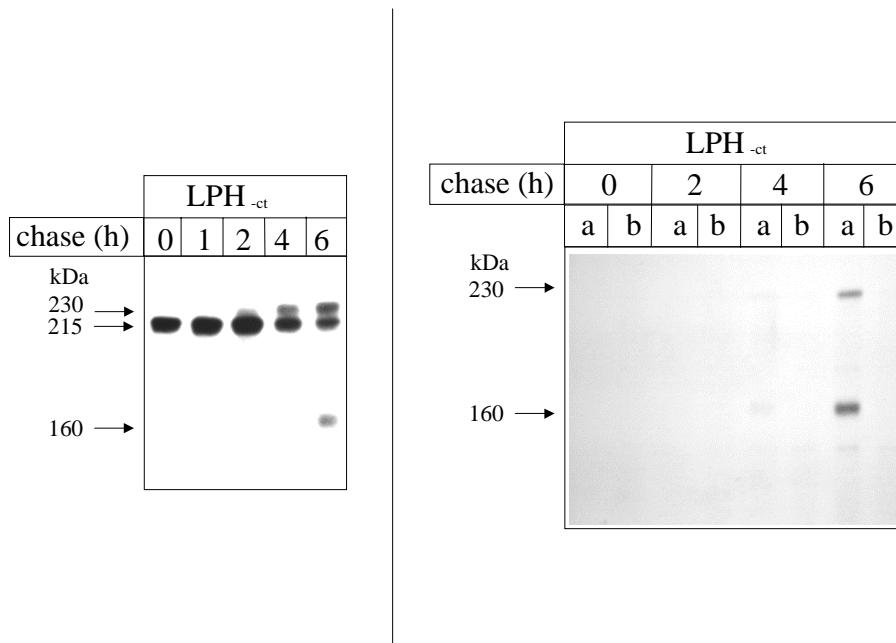 LPH -ct
chase (h) 0 1 2 4 6
kDa
230
215
160
LPH -ct
chase (h) 0 2 4 6
a b a b a b a b
kDa
230
160